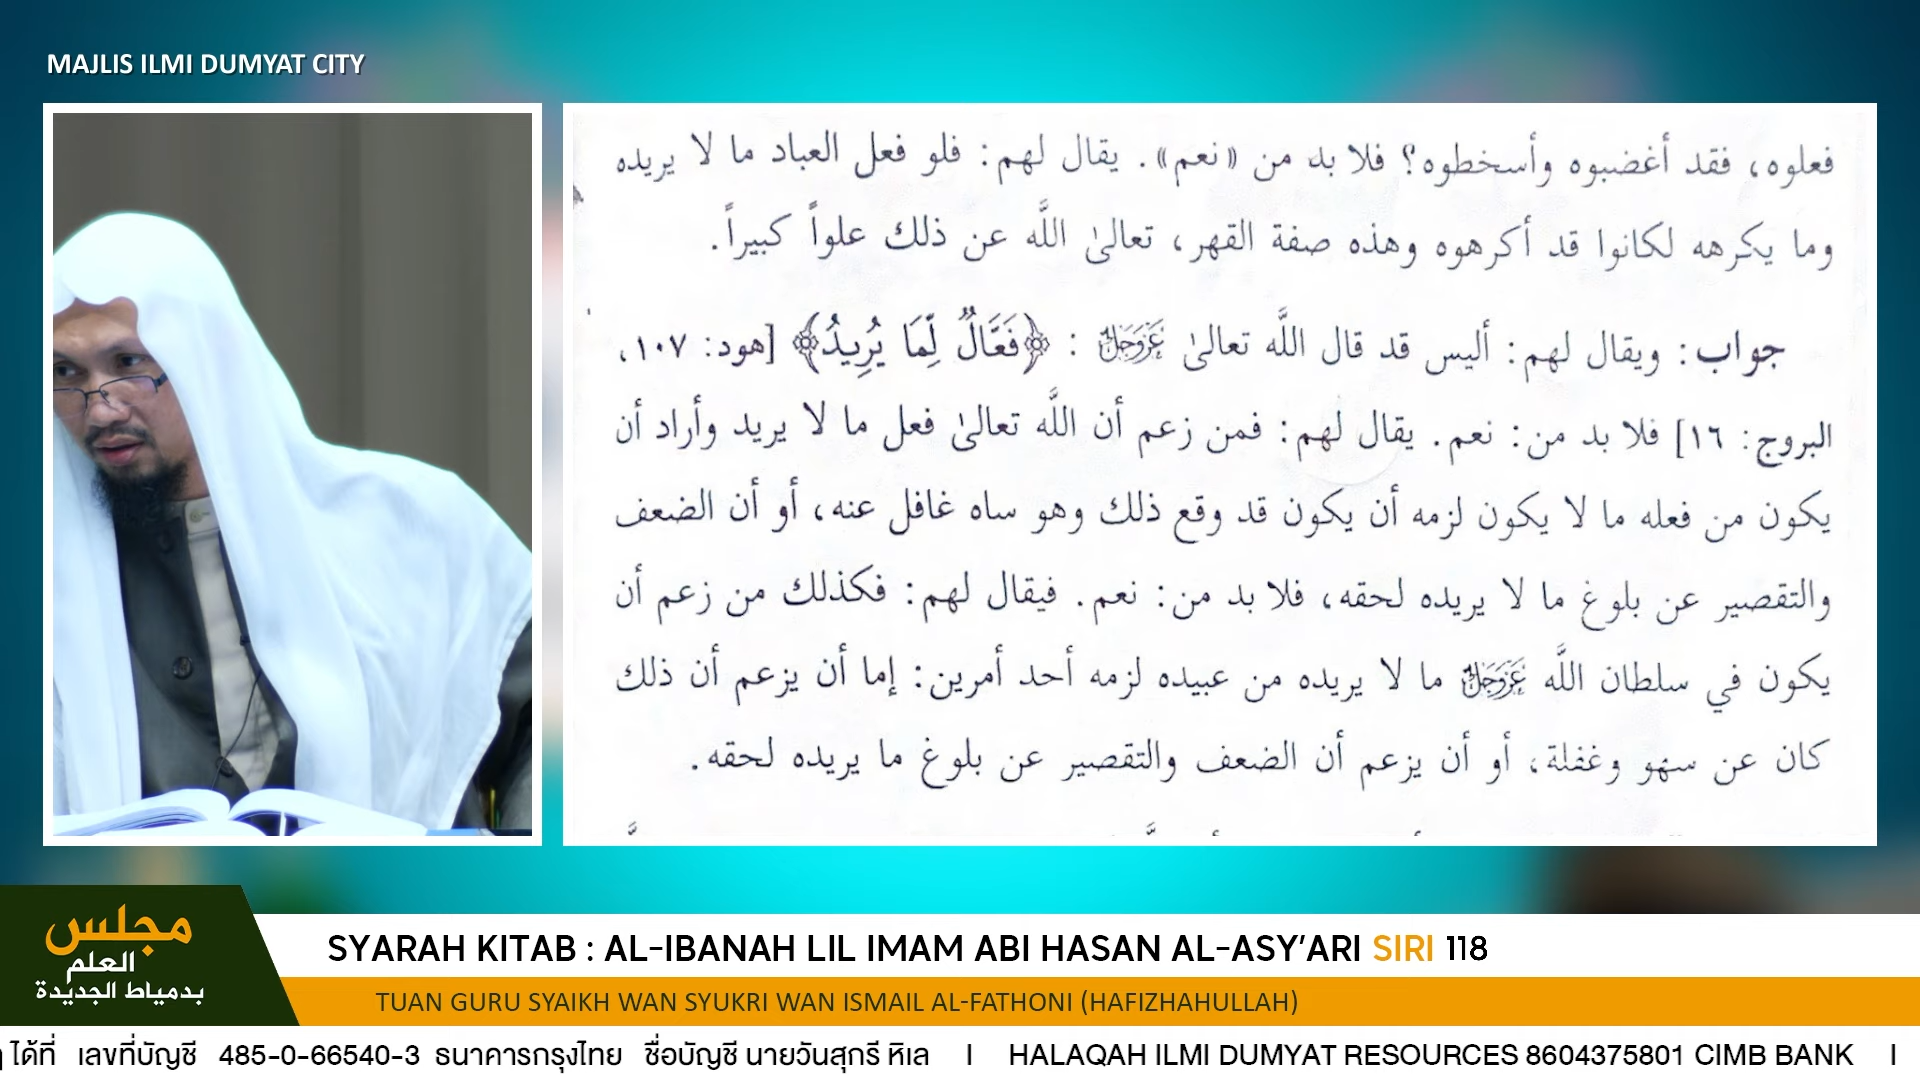 MAJLIS ILMI DUMYAT CITY
فعلوه، فقد أغضبوه وأسخطوه؟ فلا بد من «نعم». يقال لهم: فلو فعل العباد ما لا يريده
وما يكرهه لكانوا قد أكرهوه وهذه صفة القهر، تعالىٰ اللَّه عن ذلك علواً كبيراً.
جواب: ويقال لهم: أليس قد قال اللَّه تعالىٰ عَزَّوَجَلَّ : ﴿فَعَّالٌ لِّمَا يُرِيدُ﴾ [هود: ١٠٧،
البروج: ١٦] فلا بد من: نعم. يقال لهم: فمن زعم أن اللَّه تعالىٰ فعل ما لا يريد وأراد أن
يكون من فعله ما لا يكون لزمه أن يكون قد وقع ذلك وهو ساه غافل عنه، أو أن الضعف
والتقصير عن بلوغ ما لا يريده لحقه، فلا بد من: نعم. فيقال لهم: فكذلك من زعم أن
يكون في سلطان اللَّه عَزَّوَجَلَّ ما لا يريده من عبيده لزمه أحد أمرين: إما أن يزعم أن ذلك
كان عن سهو وغفلة، أو أن يزعم أن الضعف والتقصير عن بلوغ ما يريده لحقه.
مجلس
العلم
بدمياط الجديدة
SYARAH KITAB : AL-IBANAH LIL IMAM ABI HASAN AL-ASY'ARI SIRI 118
TUAN GURU SYAIKH WAN SYUKRI WAN ISMAIL AL-FATHONI (HAFIZHAHULLAH)
ได้ที่ เลขที่บัญชี 485-0-66540-3 ธนาคารกรุงไทย ชื่อบัญชี นายวันสุกรี หิเล I HALAQAH ILMI DUMYAT RESOURCES 8604375801 CIMB BANK I